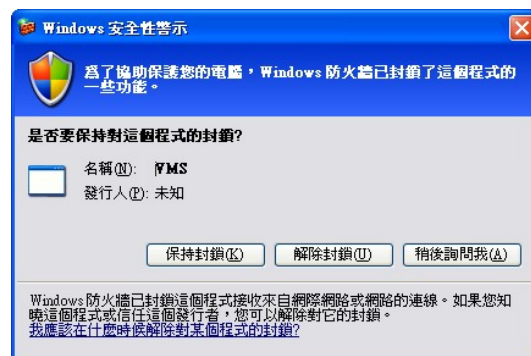 Windows 安全性警示
為了協助保護您的電腦，Windows 防火牆已封鎖了這個程式的
一些功能。
是否要保持對這個程式的封鎖?
名稱(N): VMS
發行人(P): 未知
保持封鎖(K) 解除封鎖(U) 稍後詢問我(A)
Windows 防火牆已封鎖這個程式接收來自網際網路或網路的連線。如果您知
曉這個程式或信任這個發行者，您可以解除對它的封鎖。
我應該在什麼時候解除對某個程式的封鎖?